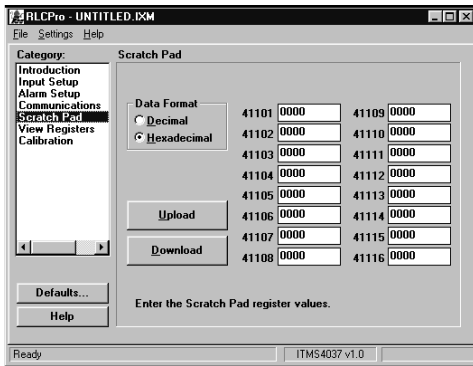 RLCPro - UNTITLED.IXM
File Settings Help
Category:
Introduction
Input Setup
Alarm Setup
Communications
Scratch Pad
View Registers
Calibration
Defaults...
Help
Scratch Pad
Data Format
Decimal
Hexadecimal
Upload
Download
41101 0000
41102 0000
41103 0000
41104 0000
41105 0000
41106 0000
41107 0000
41108 0000
41109 0000
41110 0000
41111 0000
41112 0000
41113 0000
41114 0000
41115 0000
41116 0000
Enter the Scratch Pad register values.
Ready
ITMS4037 v1.0